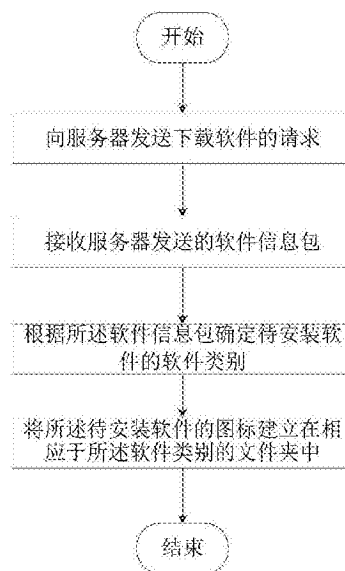 开始
向服务器发送下载软件的请求
接收服务器发送的软件信息包
根据所述软件信息包确定待安装软
件的软件类别
将所述待安装软件的图标建立在相
应于所述软件类别的文件夹中
结束